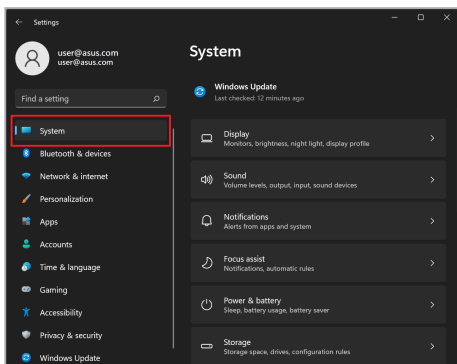 Settings
user@asus.com
user@asus.com
Find a setting
System
Bluetooth & devices
Network & internet
Personalization
Apps
Accounts
Time & language
Gaming
Accessibility
Privacy & security
Windows Update
System
Windows Update
Last checked: 12 minutes ago
Display
Monitors, brightness, night light, display profile
Sound
Volume levels, output, input, sound devices
Notifications
Alerts from apps and system
Focus assist
Notifications, automatic rules
Power & battery
Sleep, battery usage, battery saver
Storage
Storage space, drives, configuration rules